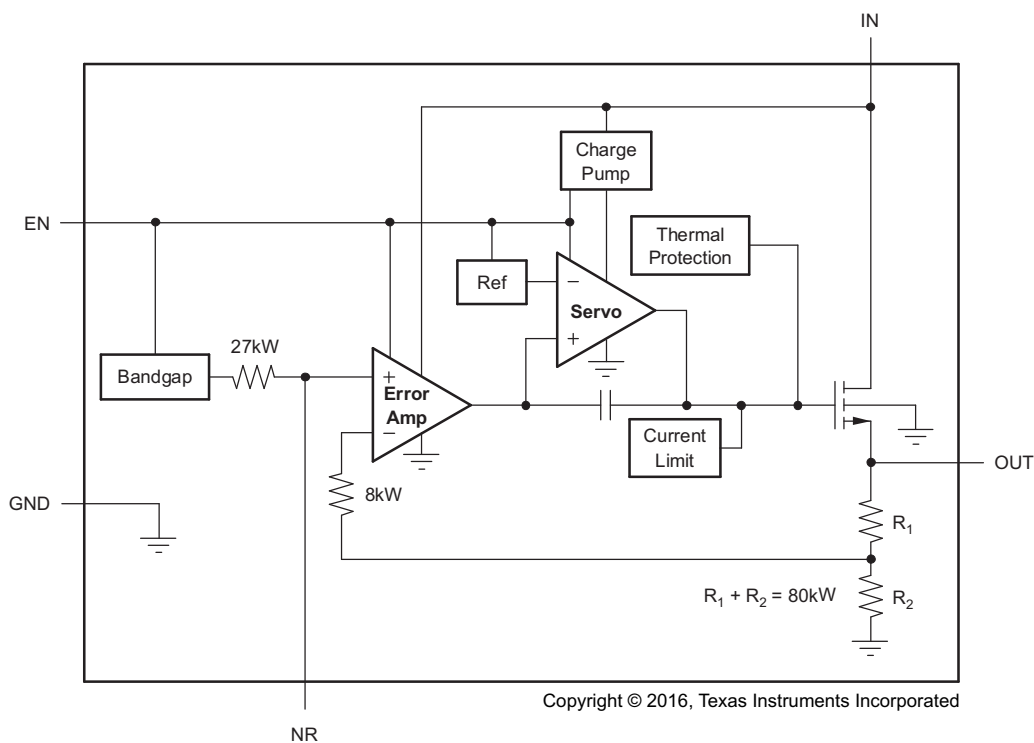 IN
Charge
Pump
EN
Thermal
Protection
Ref
−
Servo
+
27kW
Bandgap
+
Error
Amp
−
Current
Limit
OUT
8kW
GND
R1
R1 + R2 = 80kW
R2
Copyright © 2016, Texas Instruments Incorporated
NR